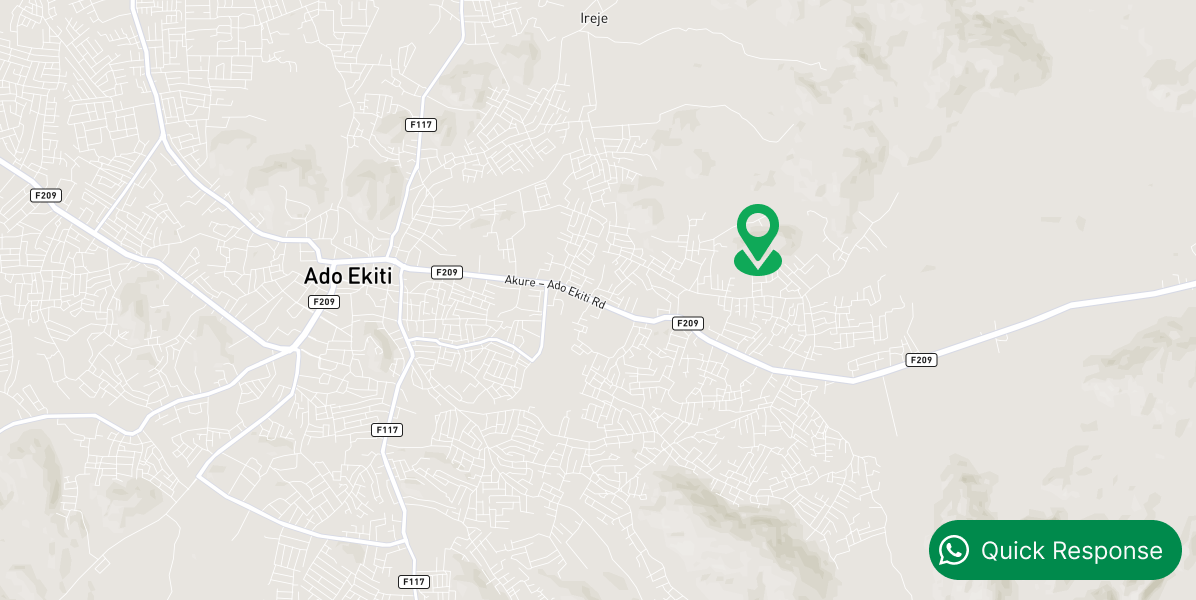 Ireje
F117
F209
Ado Ekiti
F209
Akure – Ado Ekiti Rd
F209
F209
F209
F117
Quick Response
F117